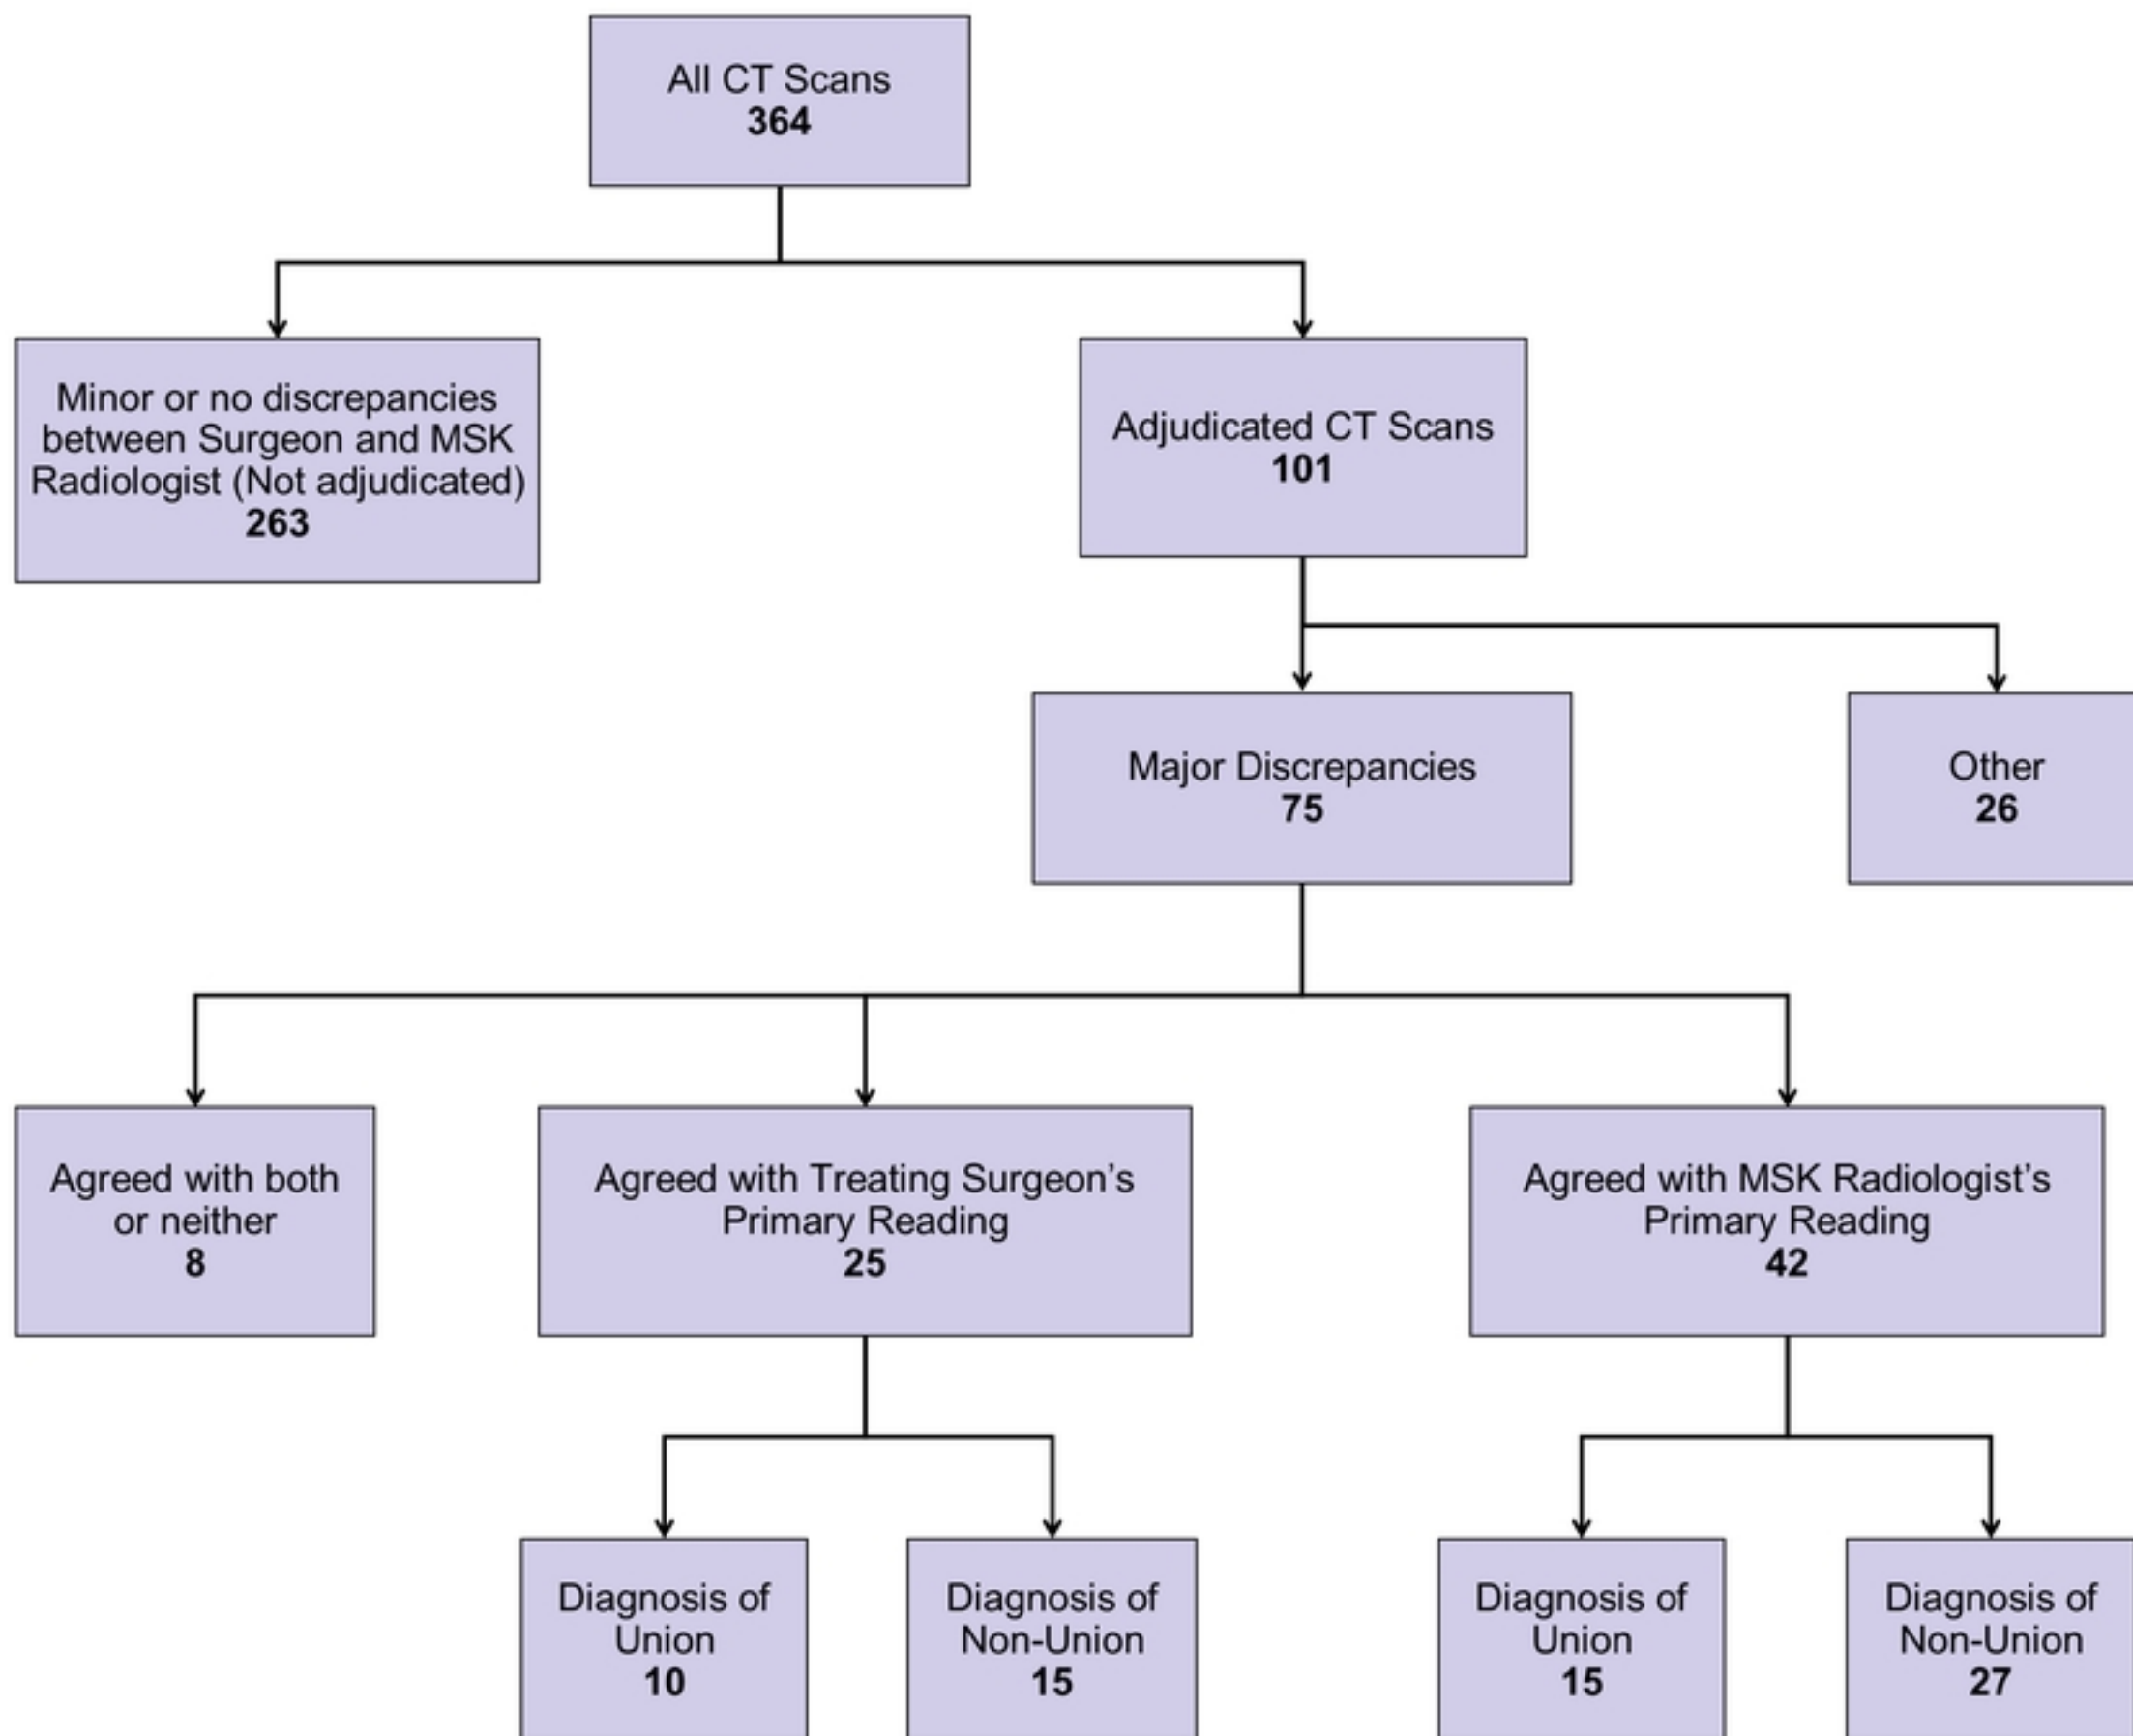 All CT Scans
364
Minor or no discrepancies
between Surgeon and MSK
Radiologist (Not adjudicated)
263
Adjudicated CT Scans
101
Major Discrepancies
75
Other
26
Agreed with both
or neither
8
Agreed with Treating Surgeon’s
Primary Reading
25
Agreed with MSK Radiologist’s
Primary Reading
42
Diagnosis of
Union
10
Diagnosis of
Non-Union
15
Diagnosis of
Union
15
Diagnosis of
Non-Union
27